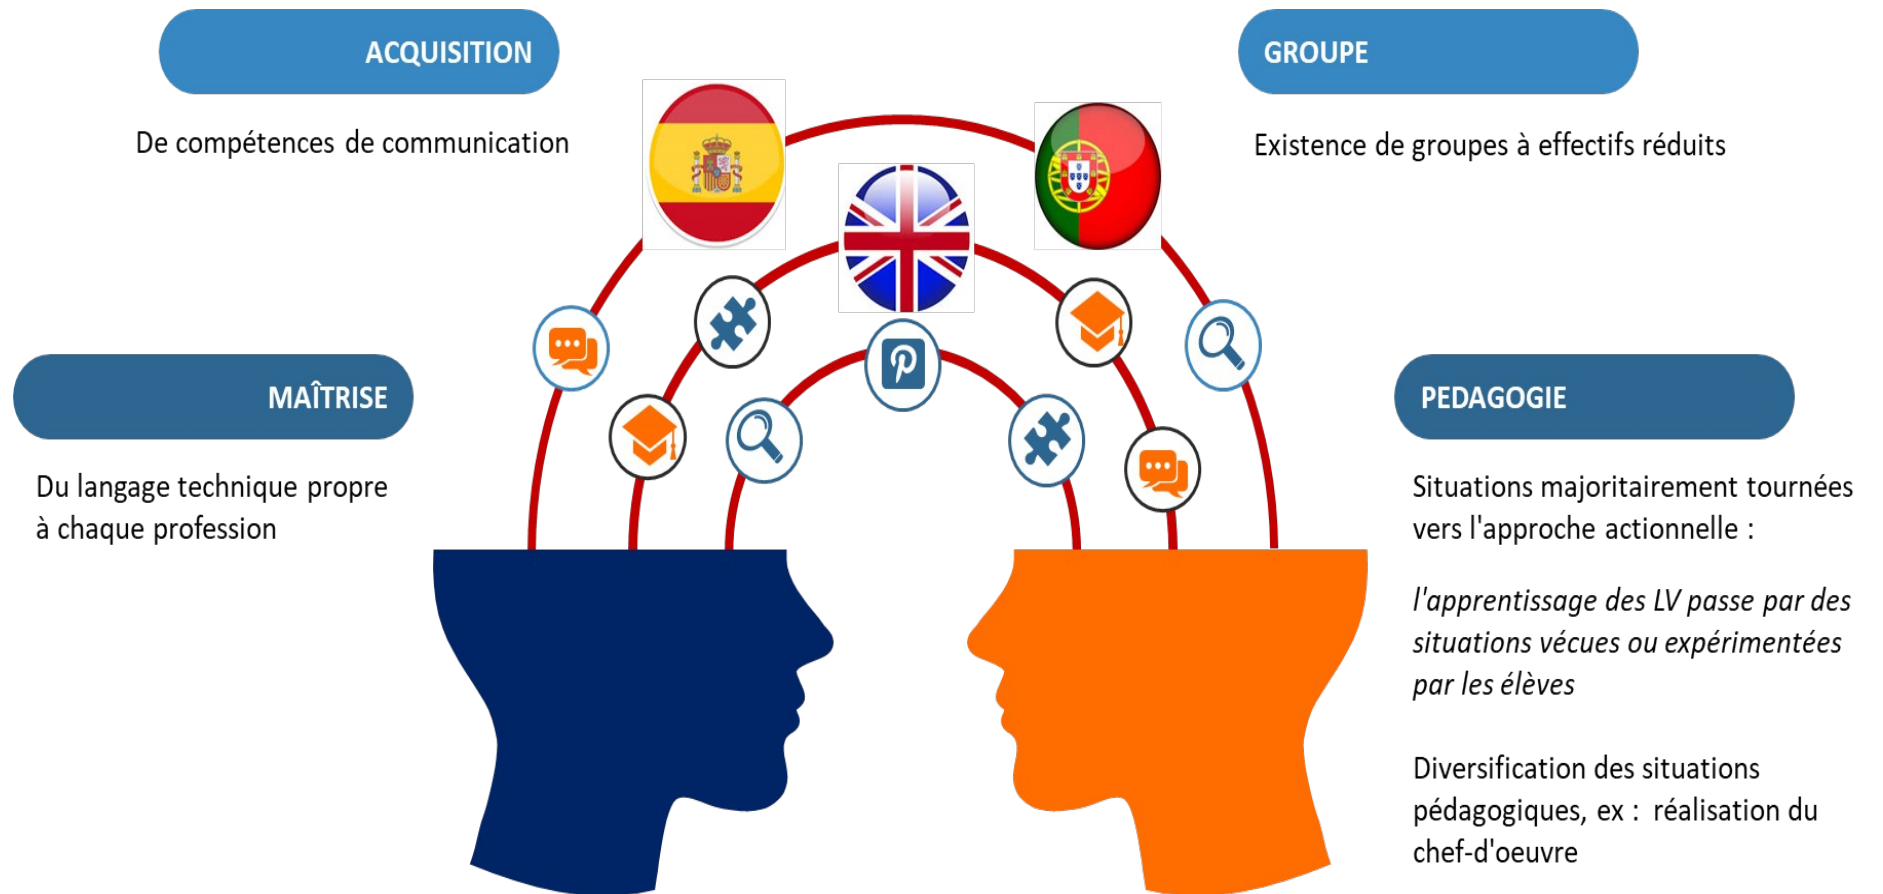 ACQUISITION
De compétences de communication
GROUPE
Existence de groupes à effectifs réduits
MAÎTRISE
Du langage technique propre
à chaque profession
PEDAGOGIE
Situations majoritairement tournées
vers l'approche actionnelle :
l'apprentissage des LV passe par des
situations vécues ou expérimentées
par les élèves
Diversification des situations
pédagogiques, ex : réalisation du
chef-d'oeuvre